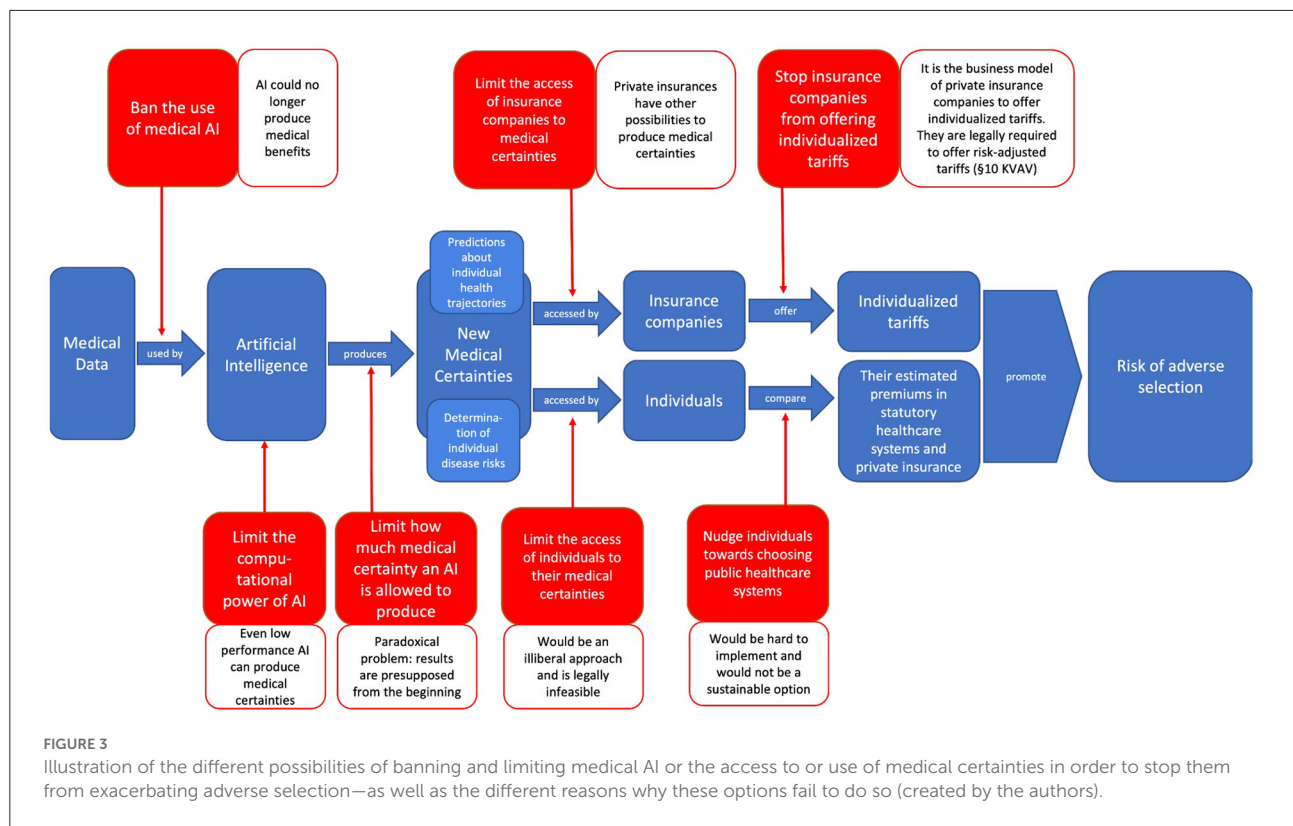 Ban the use
of medical AI
AI could no
longer
produce
medical
benefits
Limit the access
of insurance
companies to
medical
certainties
Private insurances
have other
possibilities to
produce medical
certainties
Stop insurance
companies
from offering
individualized
tariffs
It is the business model
of private insurance
companies to offer
individualized tariffs.
They are legally required
to offer risk-adjusted
tariffs (§10 KVAV)
Medical
Data
used by
Artificial
Intelligence
produces
Predictions
about
individual
health
trajectories
New
Medical
Certainties
Determina-
tion of
individual
disease risks
accessed by
Insurance
companies
offer
Individualized
tariffs
accessed by
Individuals
compare
Their estimated
premiums in
statutory
healthcare
systems and
private insurance
promote
Risk of adverse
selection
Limit the
compu-
tational
power of AI
Even low
performance AI
can produce
medical
certainties
Limit how
much medical
certainty an AI
is allowed to
produce
Paradoxical
problem: results
are presupposed
from the beginning
Limit the access
of individuals to
their medical
certainties
Would be an
illiberal approach
and is legally
infeasible
Nudge individuals
towards choosing
public healthcare
systems
Would be hard to
implement and
would not be a
sustainable option
FIGURE 3
Illustration of the different possibilities of banning and limiting medical AI or the access to or use of medical certainties in order to stop them
from exacerbating adverse selection—as well as the different reasons why these options fail to do so (created by the authors).